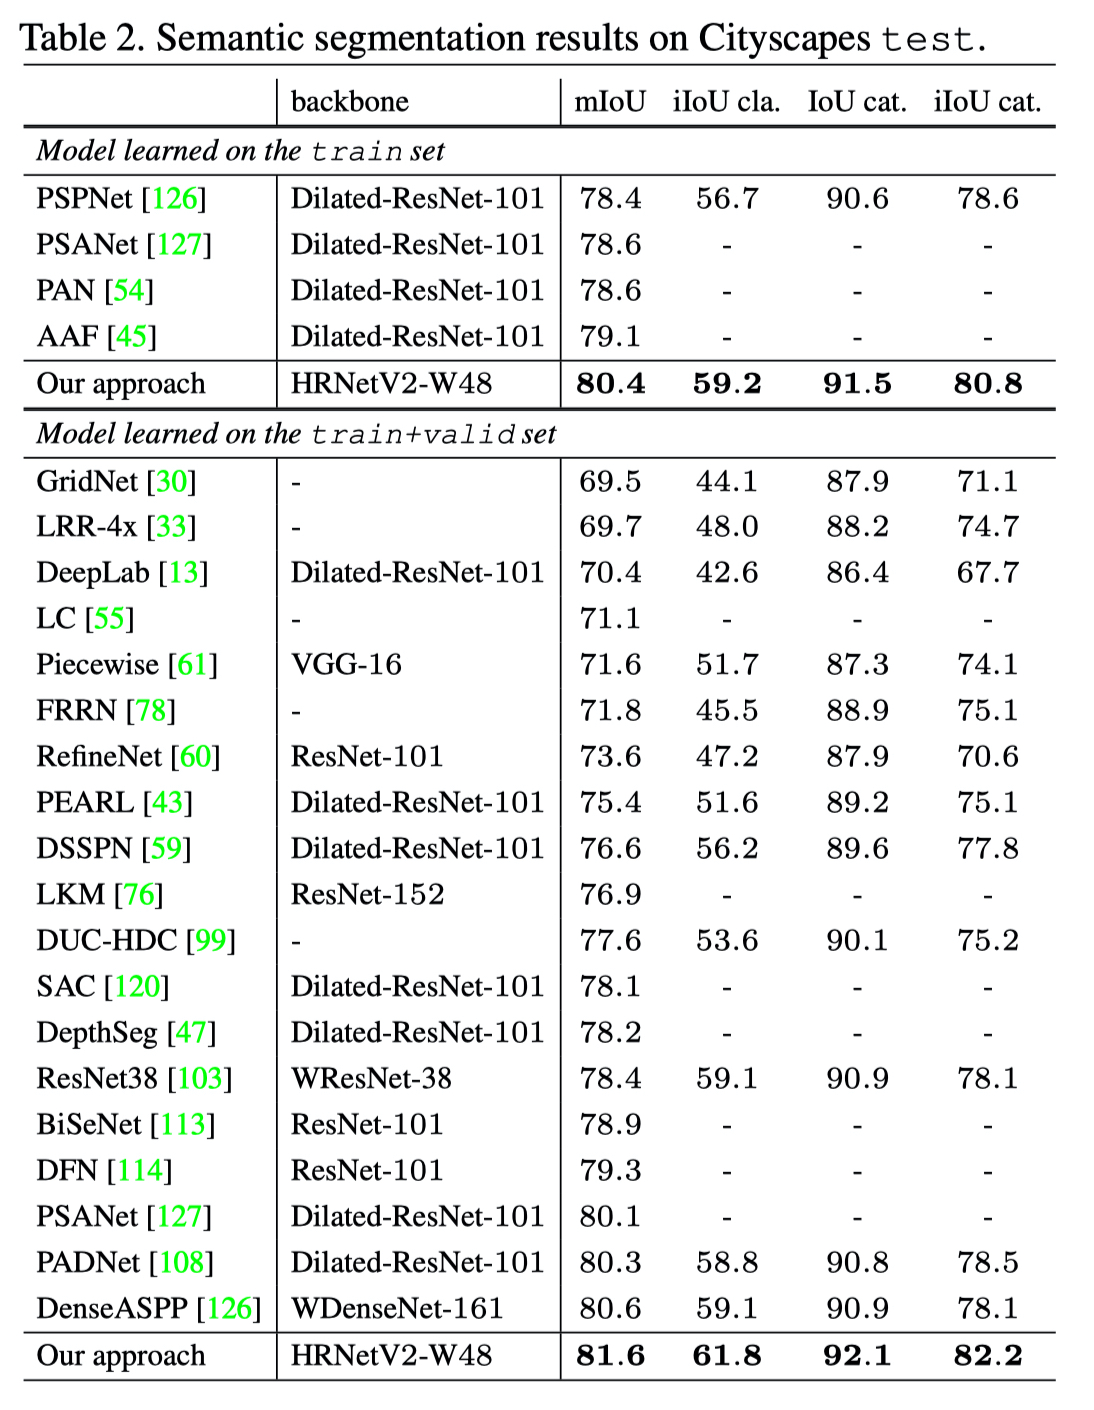 Table 2. Semantic segmentation results on Cityscapes test.
backbone mIoU iIoU cla. IoU cat. iIoU cat.
Model learned on the train set
PSPNet [126] Dilated-ResNet-101 78.4 56.7 90.6 78.6
PSANet [127] Dilated-ResNet-101 78.6 - - -
PAN [54] Dilated-ResNet-101 78.6 - - -
AAF [45] Dilated-ResNet-101 79.1 - - -
Our approach HRNetV2-W48 80.4 59.2 91.5 80.8
Model learned on the train+valid set
GridNet [30] - 69.5 44.1 87.9 71.1
LRR-4x [33] - 69.7 48.0 88.2 74.7
DeepLab [13] Dilated-ResNet-101 70.4 42.6 86.4 67.7
LC [55] - 71.1 - - -
Piecewise [61] VGG-16 71.6 51.7 87.3 74.1
FRRN [78] - 71.8 45.5 88.9 75.1
RefineNet [60] ResNet-101 73.6 47.2 87.9 70.6
PEARL [43] Dilated-ResNet-101 75.4 51.6 89.2 75.1
DSSPN [59] Dilated-ResNet-101 76.6 56.2 89.6 77.8
LKM [76] ResNet-152 76.9 - - -
DUC-HDC [99] - 77.6 53.6 90.1 75.2
SAC [120] Dilated-ResNet-101 78.1 - - -
DepthSeg [47] Dilated-ResNet-101 78.2 - - -
ResNet38 [103] WResNet-38 78.4 59.1 90.9 78.1
BiSeNet [113] ResNet-101 78.9 - - -
DFN [114] ResNet-101 79.3 - - -
PSANet [127] Dilated-ResNet-101 80.1 - - -
PADNet [108] Dilated-ResNet-101 80.3 58.8 90.8 78.5
DenseASPP [126] WDenseNet-161 80.6 59.1 90.9 78.1
Our approach HRNetV2-W48 81.6 61.8 92.1 82.2